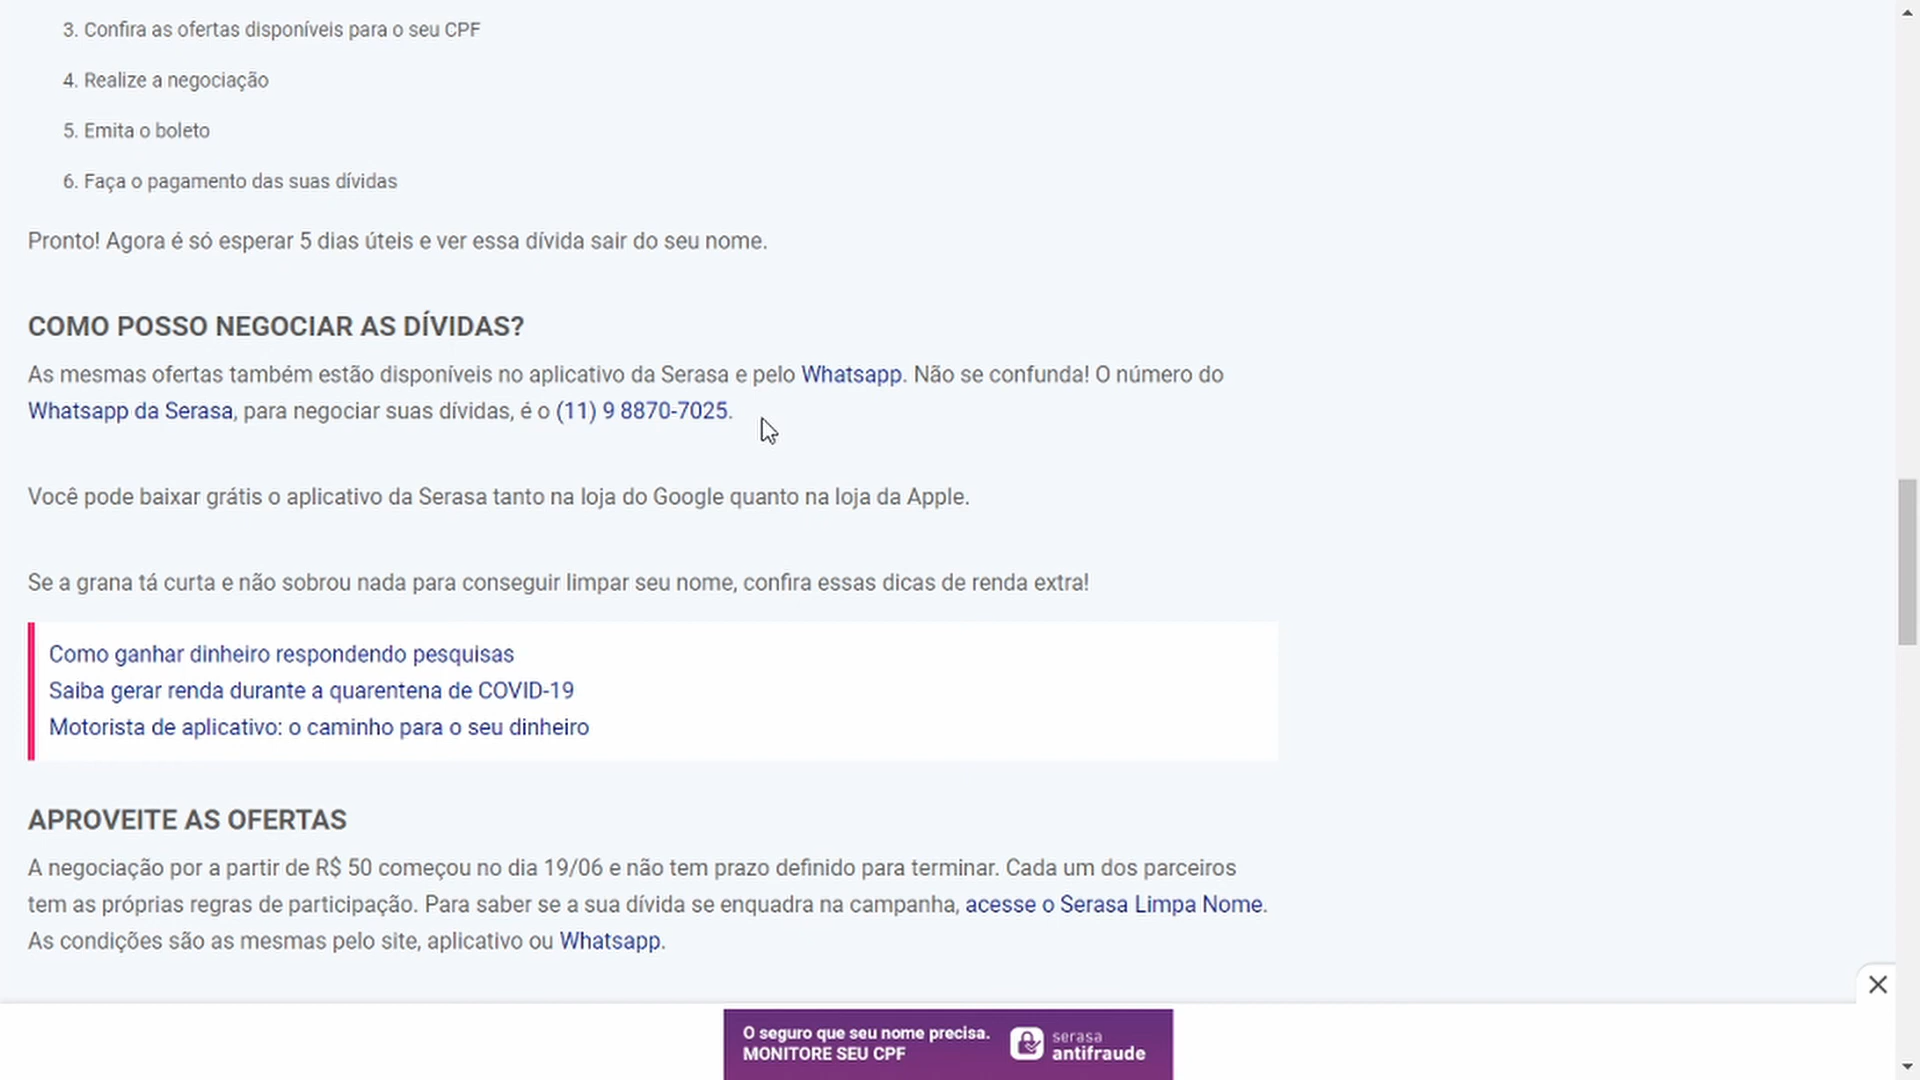 3. Confira as ofertas disponíveis para o seu CPF
4. Realize a negociação
5. Emita o boleto
6. Faça o pagamento das suas dívidas
Pronto! Agora é só esperar 5 dias úteis e ver essa dívida sair do seu nome.
COMO POSSO NEGOCIAR AS DÍVIDAS?
As mesmas ofertas também estão disponíveis no aplicativo da Serasa e pelo Whatsapp. Não se confunda! O número do
Whatsapp da Serasa, para negociar suas dívidas, é o (11) 9 8870-7025.
Você pode baixar grátis o aplicativo da Serasa tanto na loja do Google quanto na loja da Apple.
Se a grana tá curta e não sobrou nada para conseguir limpar seu nome, confira essas dicas de renda extra!
Como ganhar dinheiro respondendo pesquisas
Saiba gerar renda durante a quarentena de COVID-19
Motorista de aplicativo: o caminho para o seu dinheiro
APROVEITE AS OFERTAS
A negociação por a partir de R$ 50 começou no dia 19/06 e não tem prazo definido para terminar. Cada um dos parceiros
tem as próprias regras de participação. Para saber se a sua dívida se enquadra na campanha, acesse o Serasa Limpa Nome.
As condições são as mesmas pelo site, aplicativo ou Whatsapp.
O seguro que seu nome precisa.
MONITORE SEU CPF
serasa
antifraude